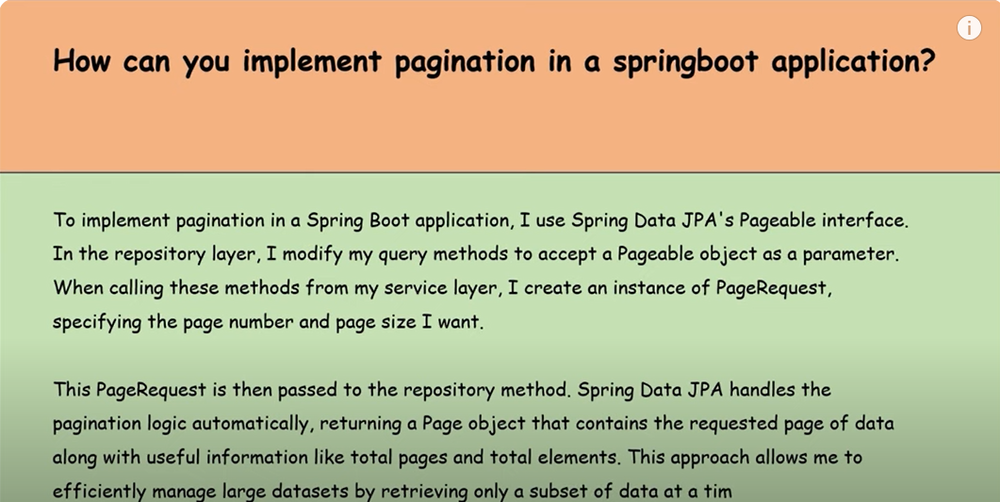 How can you implement pagination in a springboot application?
i
To implement pagination in a Spring Boot application, I use Spring Data JPA's Pageable interface.
In the repository layer, I modify my query methods to accept a Pageable object as a parameter.
When calling these methods from my service layer, I create an instance of PageRequest,
specifying the page number and page size I want.
This PageRequest is then passed to the repository method. Spring Data JPA handles the
pagination logic automatically, returning a Page object that contains the requested page of data
along with useful information like total pages and total elements. This approach allows me to
efficiently manage large datasets by retrieving only a subset of data at a tim